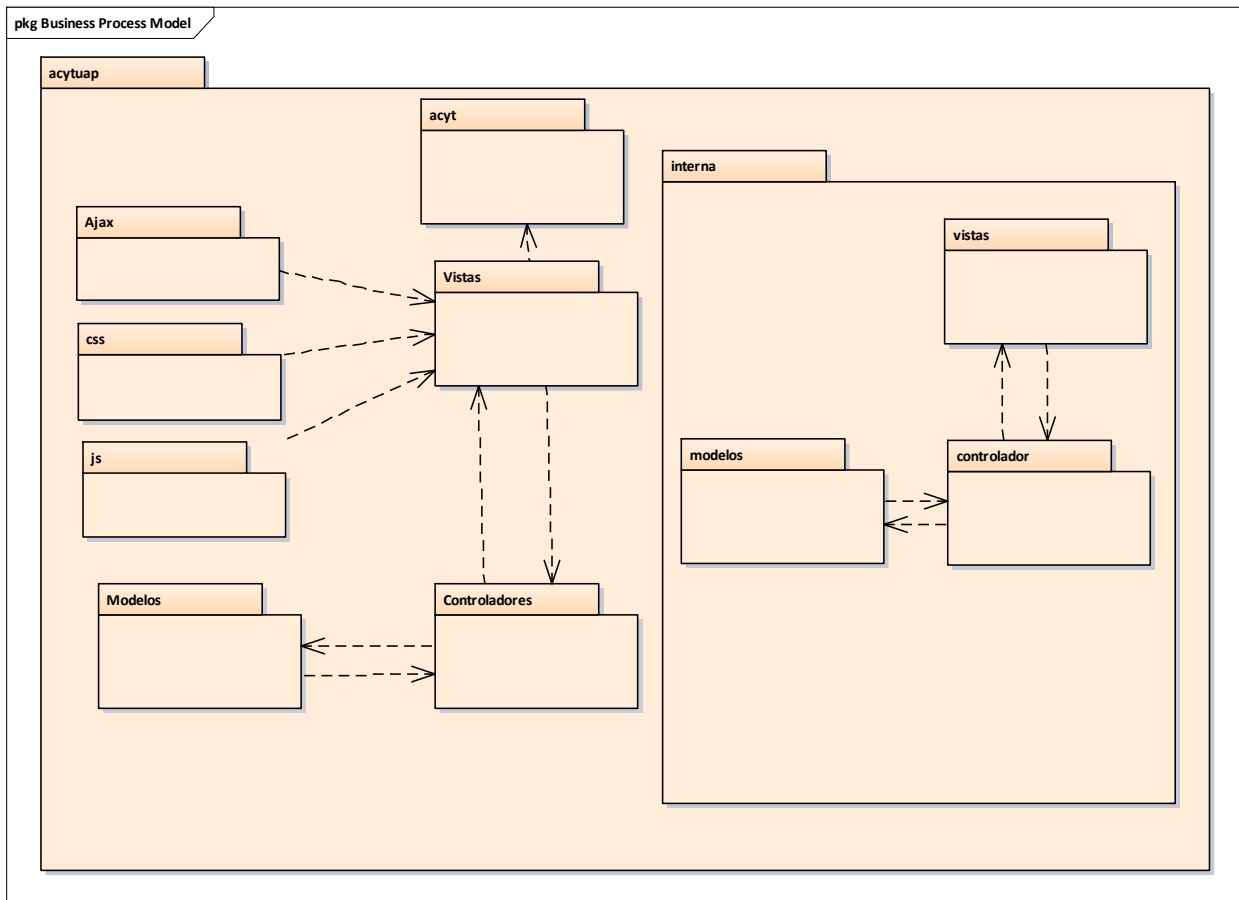 pkg Business Process Model
acytuap
acyt
interna
Ajax
vistas
Vistas
css
js
modelos
controlador
Modelos
Controladores